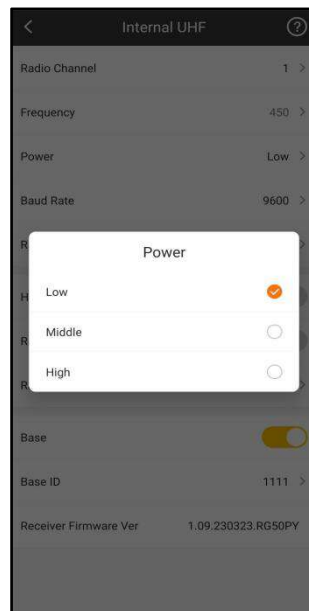 Internal UHF ?
Radio Channel 1
Frequency 450
Power Low
Baud Rate 9600
R
Power
Low
H
Middle
R
High
R
Base
Base ID 1111
Receiver Firmware Ver 1.09.230323.RG50PY